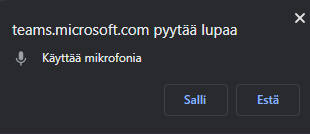 teams.microsoft.com pyytää lupaa
Käyttää mikrofonia
Salli
Estä